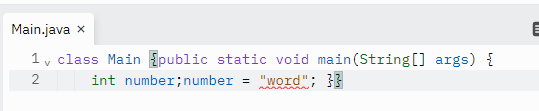 Main.java ×
1 class Main {public static void main(String[] args) {
2 int number;number = "word"; }}